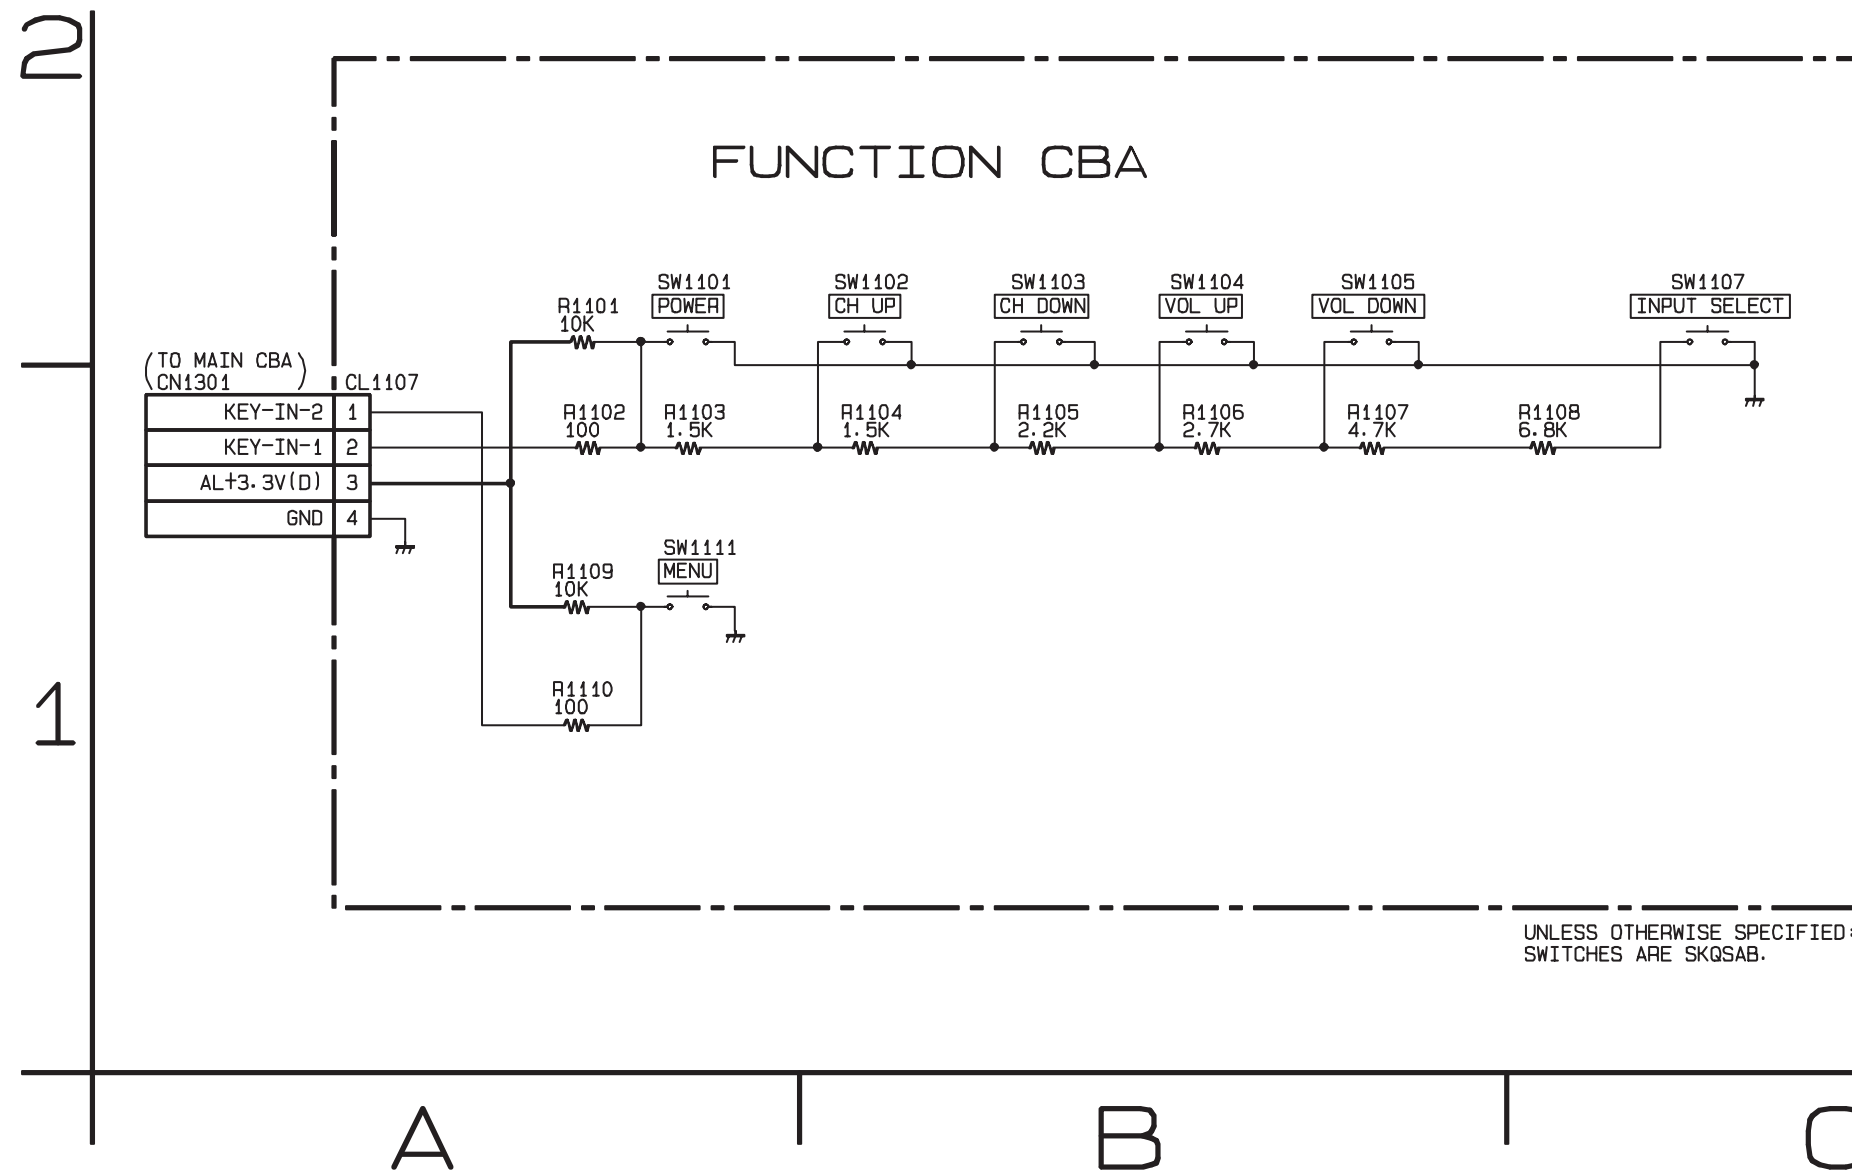 2
FUNCTION CBA
SW1101 SW1102 SW1103 SW1104 SW1105 SW1107
POWER CH UP CH DOWN VOL UP VOL DOWN INPUT SELECT
R1101
10K
(TO MAIN CBA
CN1301)
CL1107
KEY-IN-2 1
KEY-IN-1 2
AL+3.3V(D) 3
GND 4
R1102 R1103 R1104 R1105 R1106 R1107 R1108
100 1.5K 1.5K 2.2K 2.7K 4.7K 6.8K
SW1111
MENU
R1109
10K
R1110
100
1
UNLESS OTHERWISE SPECIFIED:
SWITCHES ARE SKQSAB.
A B C